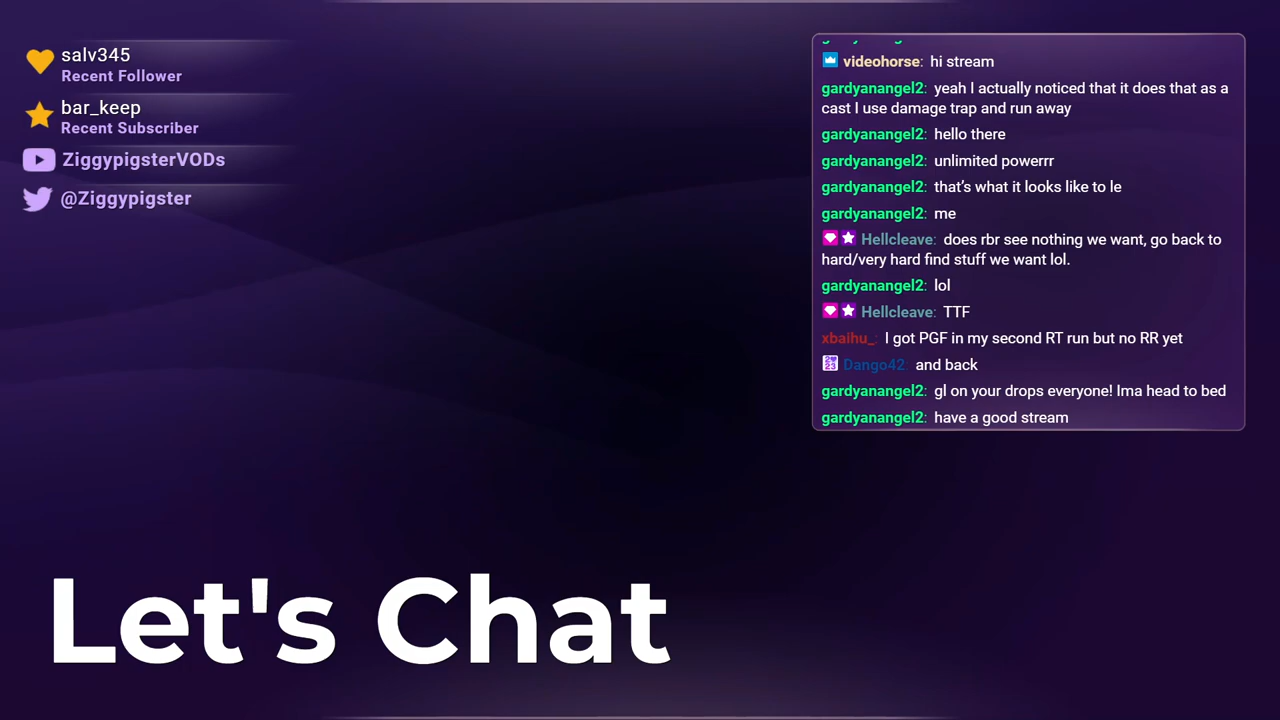 salv345
Recent Follower
bar_keep
Recent Subscriber
ZiggypigsterVODs
@Ziggypigster
videohorse: hi stream
gardyanangel2: yeah I actually noticed that it does that as a
cast I use damage trap and run away
gardyanangel2: hello there
gardyanangel2: unlimited powerrr
gardyanangel2: that's what it looks like to le
gardyanangel2: me
Hellcleave: does rbr see nothing we want, go back to
hard/very hard find stuff we want lol.
gardyanangel2: lol
Hellcleave: TTF
xbaihu_: I got PGF in my second RT run but no RR yet
Dango42: and back
gardyanangel2: gl on your drops everyone! Ima head to bed
gardyanangel2: have a good stream
Let's Chat